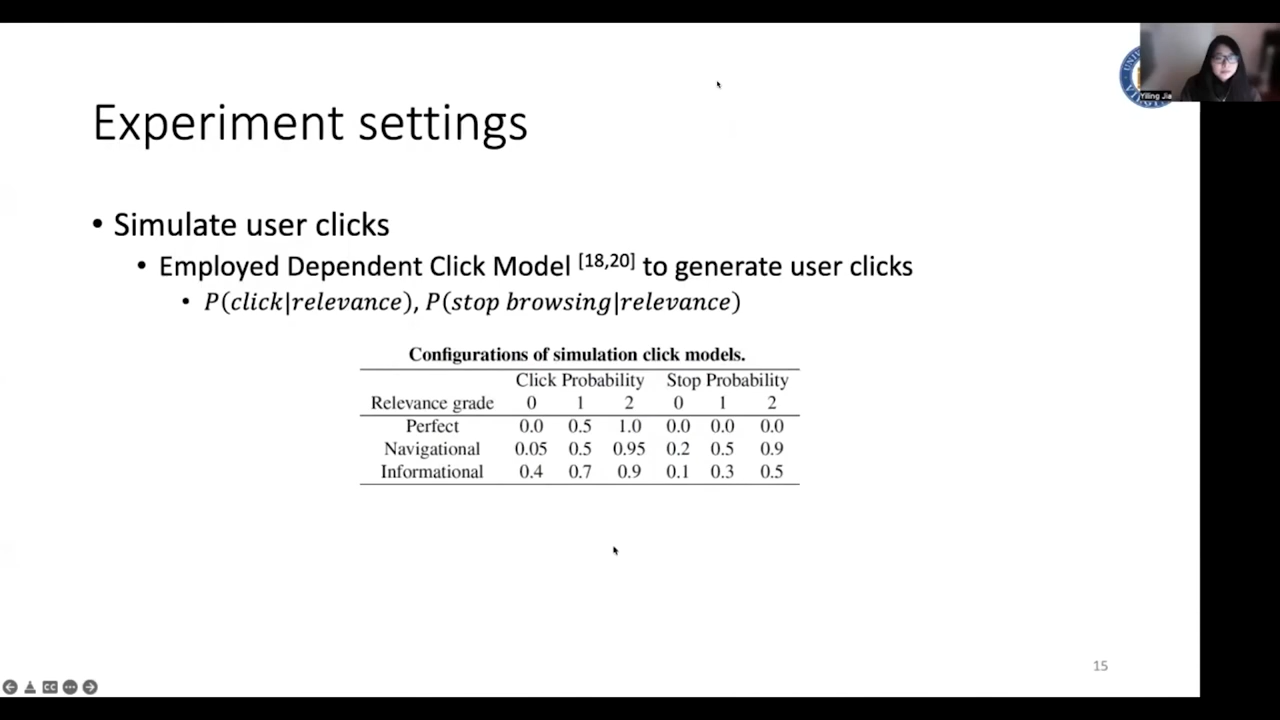 Experiment settings
• Simulate user clicks
• Employed Dependent Click Model [18,20] to generate user clicks
• P(click|relevance), P(stop browsing|relevance)
Configurations of simulation click models.
Click Probability Stop Probability
Relevance grade 0 1 2 0 1 2
Perfect 0.0 0.5 1.0 0.0 0.0 0.0
Navigational 0.05 0.5 0.95 0.2 0.5 0.9
Informational 0.4 0.7 0.9 0.1 0.3 0.5
15
Yiling Jia
CC